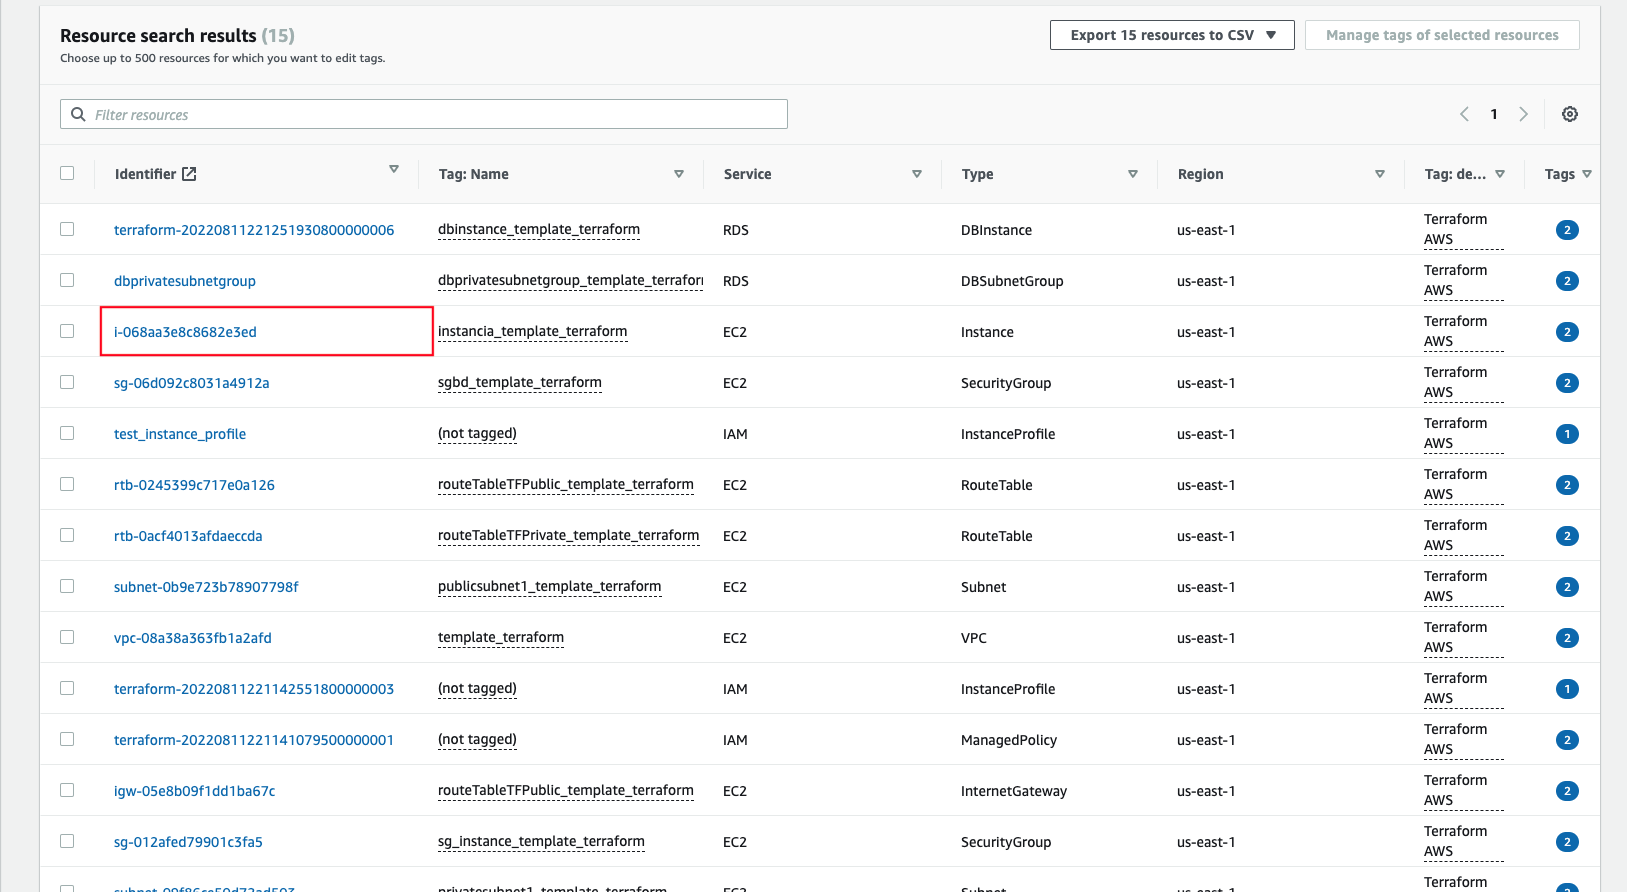 Resource search results (15)
Choose up to 500 resources for which you want to edit tags.
Export 15 resources to CSV
Manage tags of selected resources
Filter resources
1
Identifier Tag: Name Service Type Region Tag: de... Tags
terraform-20220811221251930800000006 dbinstance_template_terraform RDS DBInstance us-east-1 Terraform AWS 2
dbprivatesubnetgroup dbprivatesubnetgroup_template_terraform RDS DBSubnetGroup us-east-1 Terraform AWS 2
i-068aa3e8c8682e3ed instancia_template_terraform EC2 Instance us-east-1 Terraform AWS 2
sg-06d092c8031a4912a sgbd_template_terraform EC2 SecurityGroup us-east-1 Terraform AWS 2
test_instance_profile (not tagged) IAM InstanceProfile us-east-1 Terraform AWS 1
rtb-0245399c717e0a126 routeTableTFPublic_template_terraform EC2 RouteTable us-east-1 Terraform AWS 2
rtb-0acf4013afdaeccda routeTableTFPrivate_template_terraform EC2 RouteTable us-east-1 Terraform AWS 2
subnet-0b9e723b78907798f publicsubnet1_template_terraform EC2 Subnet us-east-1 Terraform AWS 2
vpc-08a38a363fb1a2afd template_terraform EC2 VPC us-east-1 Terraform AWS 2
terraform-20220811221142551800000003 (not tagged) IAM InstanceProfile us-east-1 Terraform AWS 1
terraform-20220811221141079500000001 (not tagged) IAM ManagedPolicy us-east-1 Terraform AWS 2
igw-05e8b09f1dd1ba67c routeTableTFPublic_template_terraform EC2 InternetGateway us-east-1 Terraform AWS 2
sg-012afed79901c3fa5 sg_instance_template_terraform EC2 SecurityGroup us-east-1 Terraform AWS 2
privatesubnet1_template_terraform EC2 Subnet us-east-1 Terraform 2